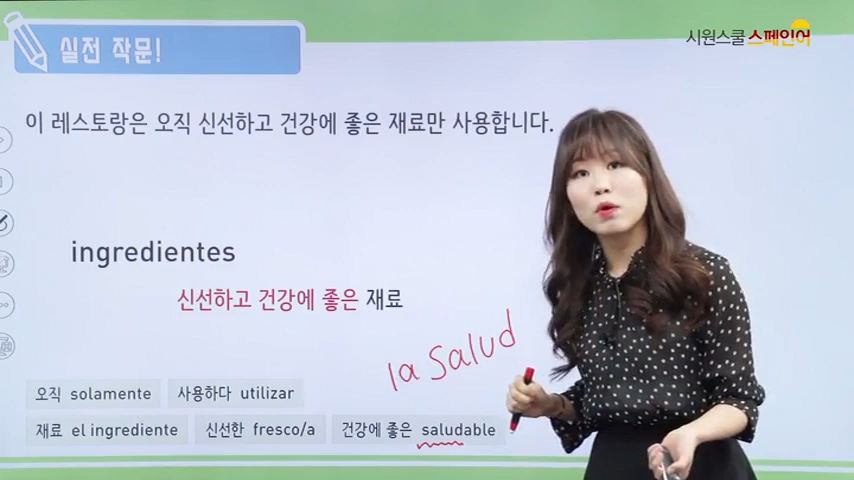 실전 작문!
시원스쿨 스페인어
이 레스토랑은 오직 신선하고 건강에 좋은 재료만 사용합니다.
ingredientes
신선하고 건강에 좋은 재료
la salud
오직 solamente 사용하다 utilizar
재료 el ingrediente 신선한 fresco/a 건강에 좋은 saludable